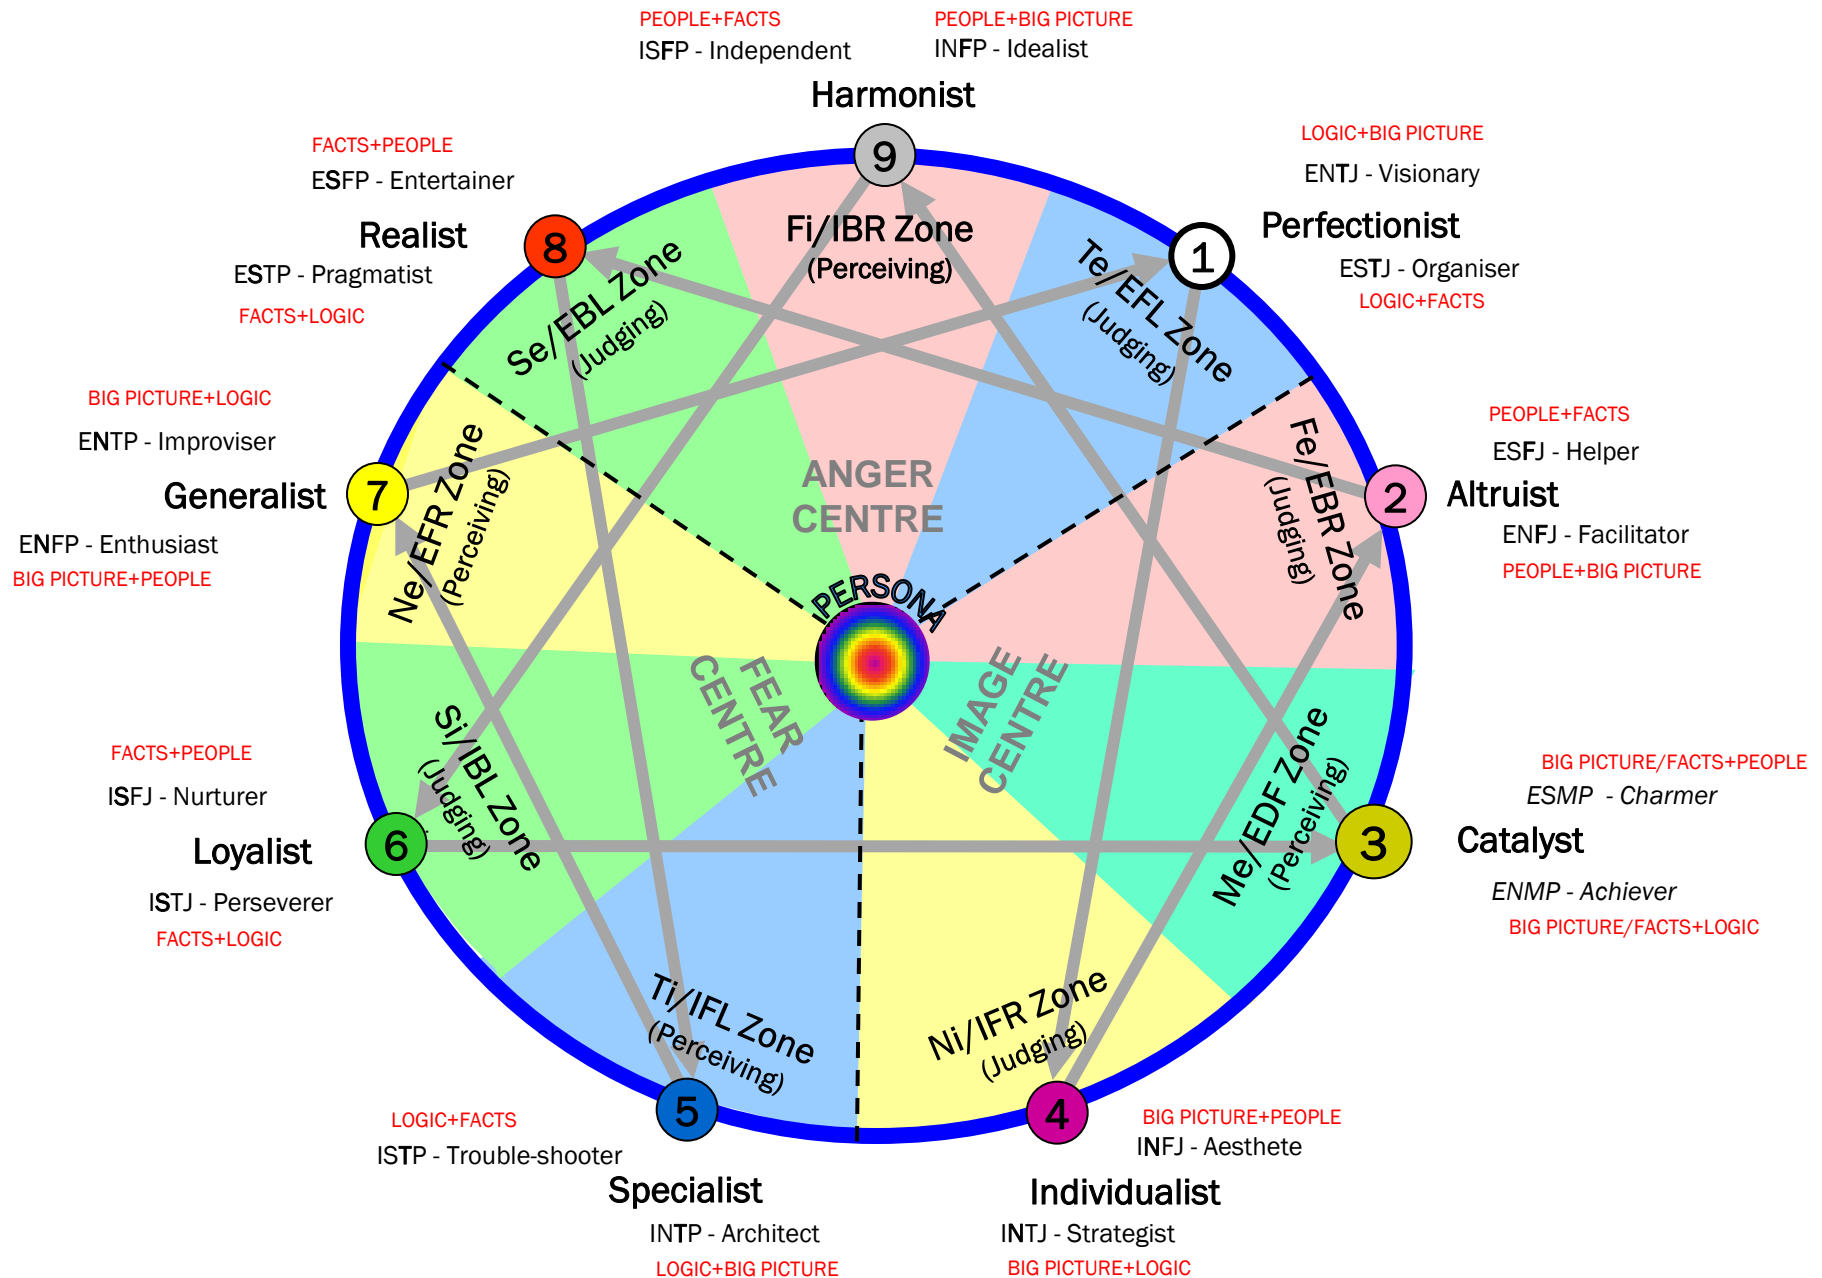 PEOPLE+FACTS
ISFP - Independent
PEOPLE+BIG PICTURE
INFP - Idealist
Harmonist
9
LOGIC+BIG PICTURE
ENTJ - Visionary
Perfectionist
1
ESTJ - Organiser
LOGIC+FACTS
FACTS+PEOPLE
ESFP - Entertainer
Realist
8
ESTP - Pragmatist
FACTS+LOGIC
Fi/IBR Zone
(Perceiving)
Te/EFL Zone
(Judging)
Se/EBL Zone
(Judging)
BIG PICTURE+LOGIC
ENTP - Improviser
Generalist
7
ENFP - Enthusiast
BIG PICTURE+PEOPLE
Ne/EFR Zone
(Perceiving)
ANGER
CENTRE
Fe/EBR Zone
(Judging)
PEOPLE+FACTS
ESFJ - Helper
2
Altruist
ENFJ - Facilitator
PEOPLE+BIG PICTURE
PERSONA
FEAR
CENTRE
IMAGE
CENTRE
FACTS+PEOPLE
ISFJ - Nurturer
Loyalist
6
ISTJ - Perseverer
FACTS+LOGIC
Si/IBL Zone
(Judging)
Me/EDF Zone
(Perceiving)
BIG PICTURE/FACTS+PEOPLE
ESMP - Charmer
3
Catalyst
ENMP - Achiever
BIG PICTURE/FACTS+LOGIC
Ti/IFL Zone
(Perceiving)
Ni/IFR Zone
(Judging)
LOGIC+FACTS
ISTP - Trouble-shooter
5
Specialist
INTP - Architect
LOGIC+BIG PICTURE
4
BIG PICTURE+PEOPLE
INFJ - Aesthete
Individualist
INTJ - Strategist
BIG PICTURE+LOGIC